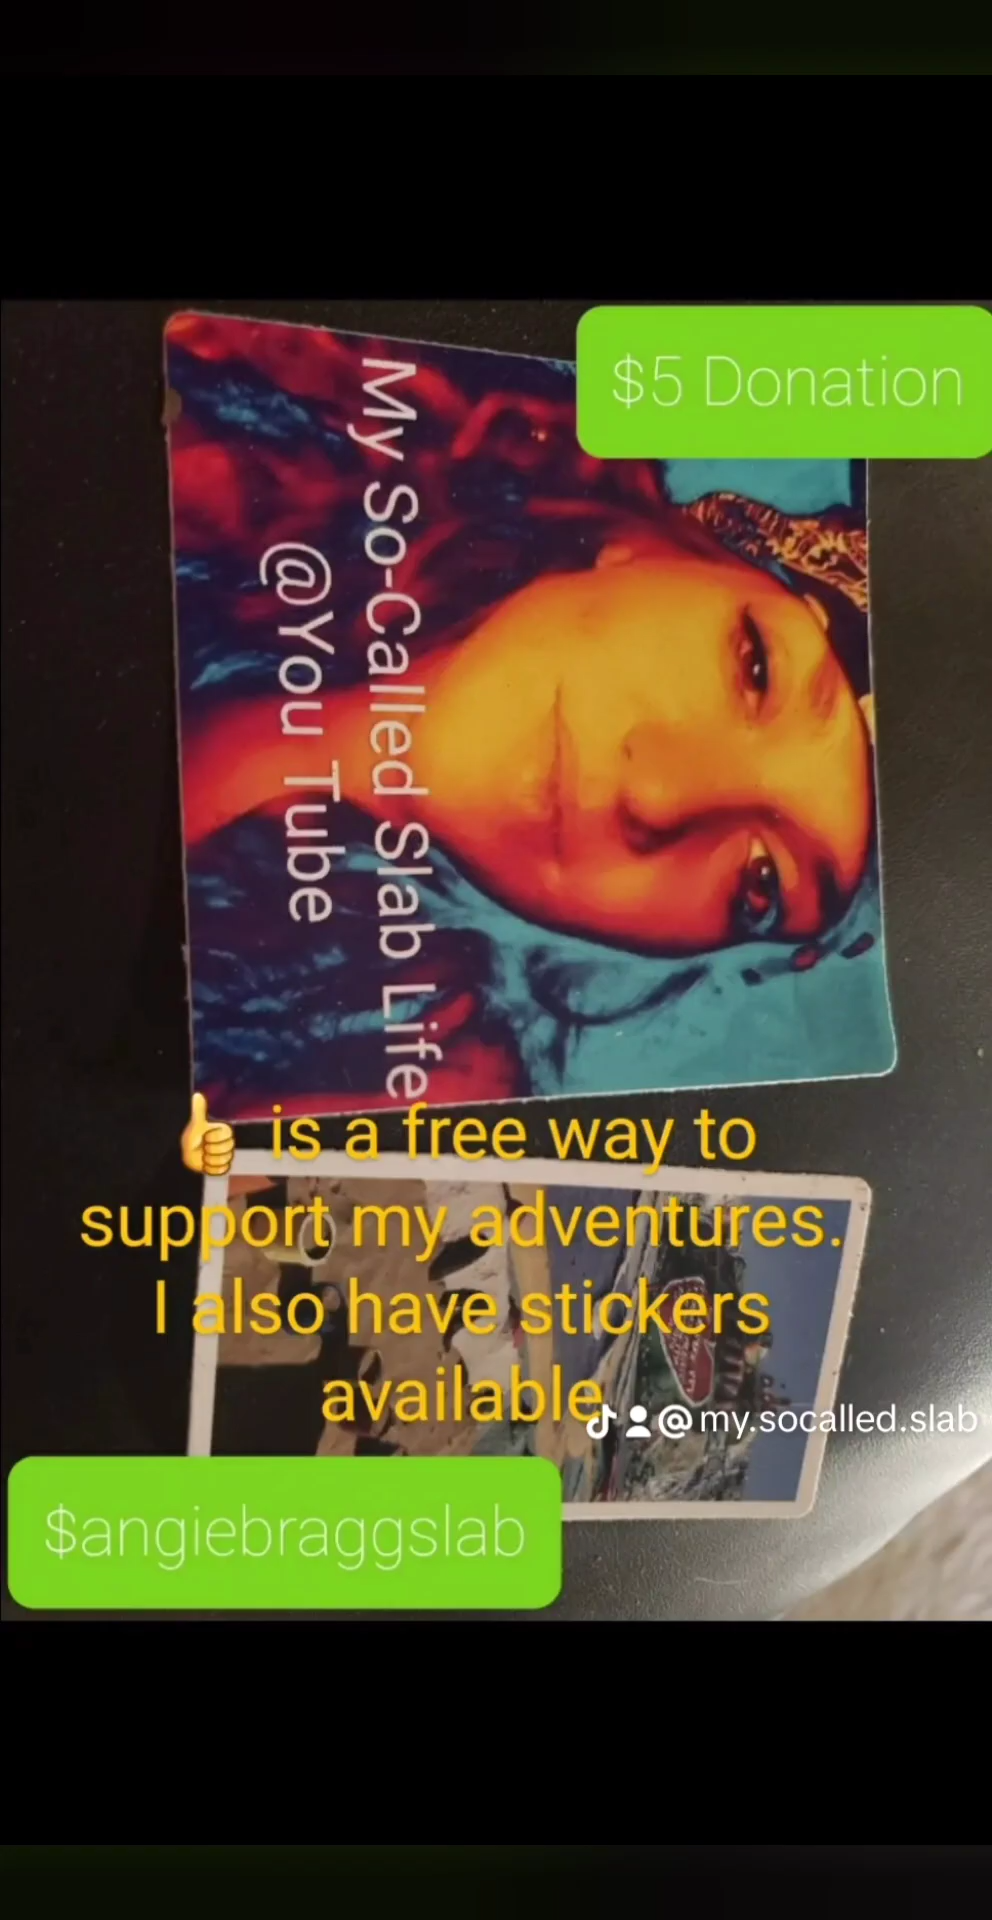 $5 Donation
My So-Called Slab Life
@You Tube
👍 is a free way to
support my adventures.
I also have stickers
available
@my.socalled.slab
$angiebraggslab